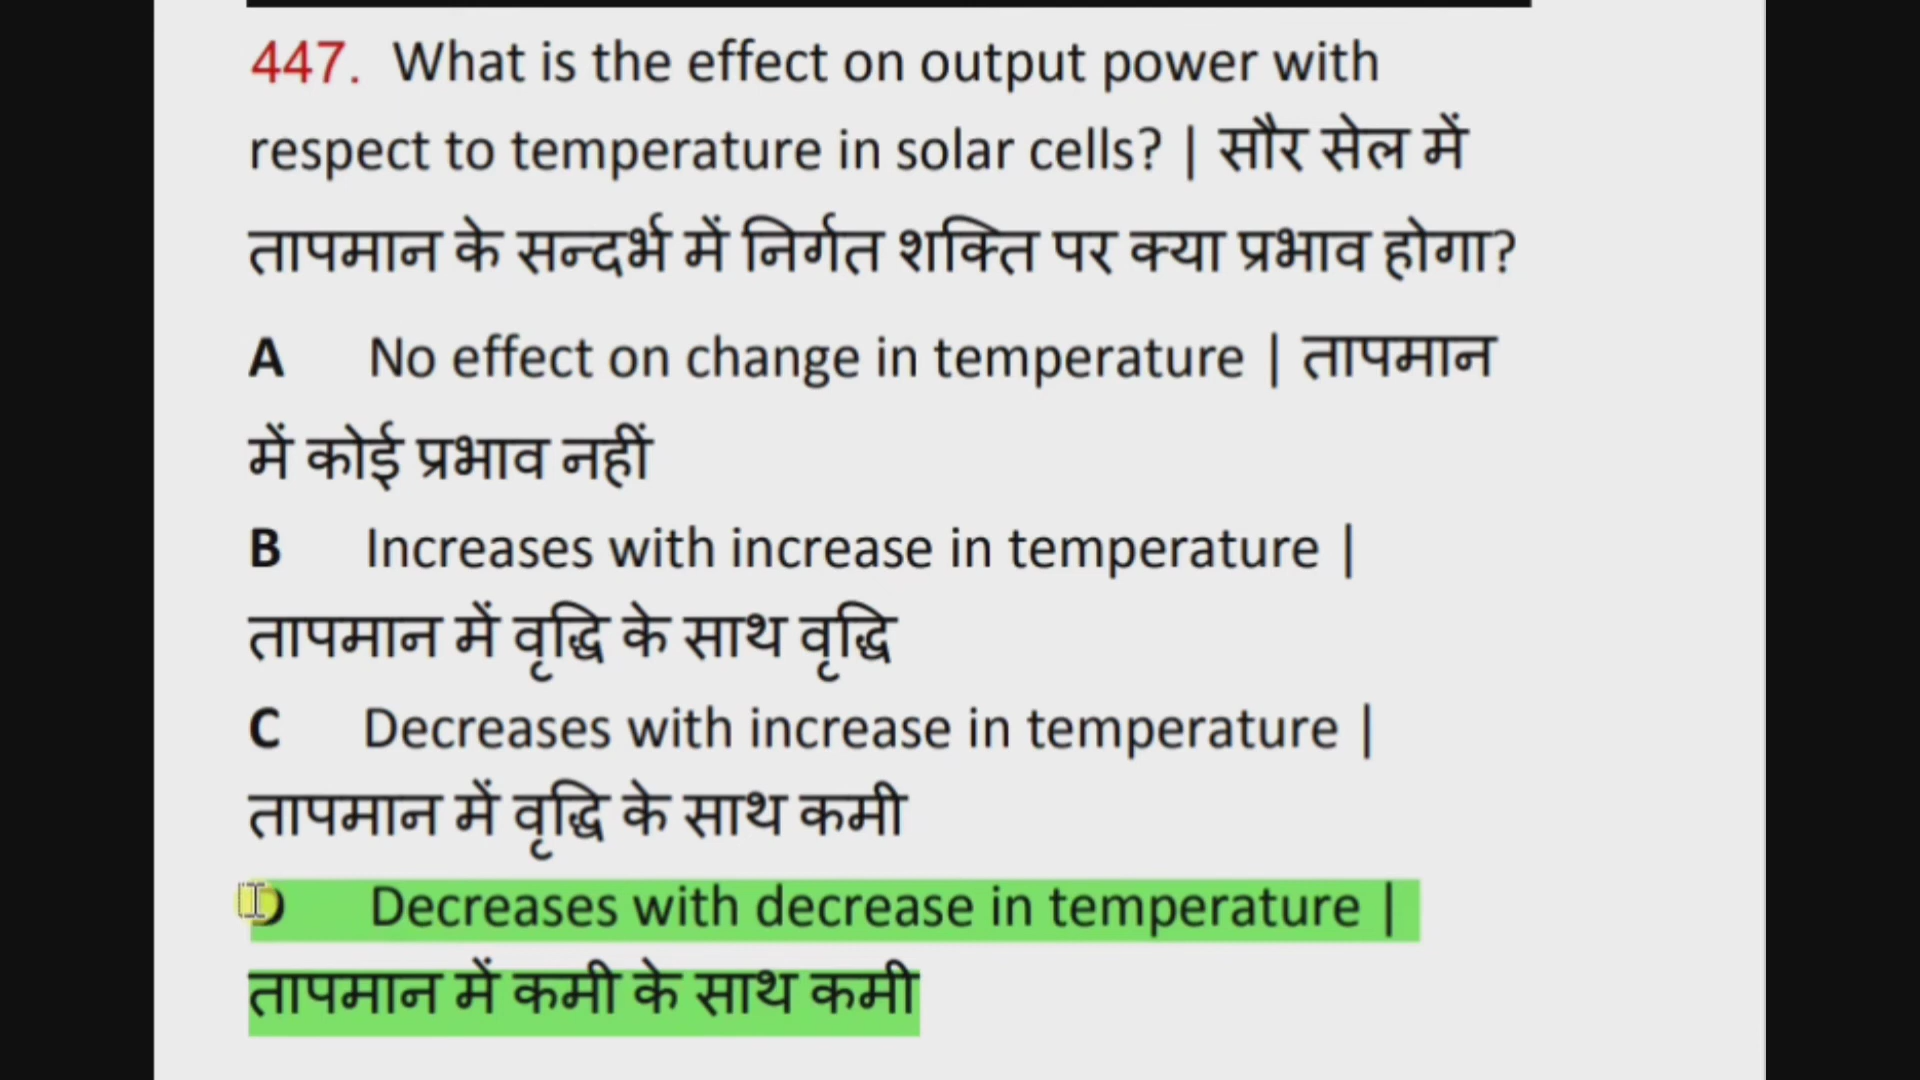 447. What is the effect on output power with
respect to temperature in solar cells? | सौर सेल में
तापमान के सन्दर्भ में निर्गत शक्ति पर क्या प्रभाव होगा?
A No effect on change in temperature | तापमान
में कोई प्रभाव नहीं
B Increases with increase in temperature |
तापमान में वृद्धि के साथ वृद्धि
C Decreases with increase in temperature |
तापमान में वृद्धि के साथ कमी
D Decreases with decrease in temperature |
तापमान में कमी के साथ कमी